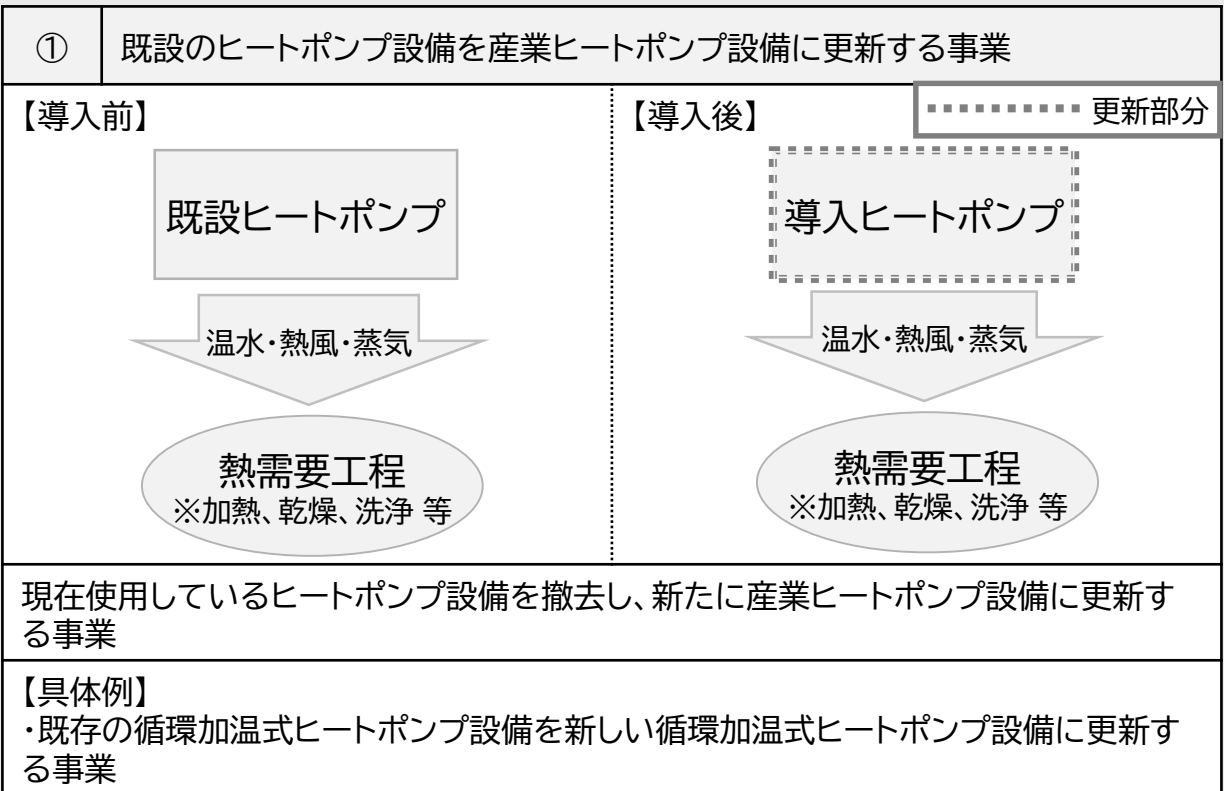 ① 既設のヒートポンプ設備を産業ヒートポンプ設備に更新する事業
【導入前】
既設ヒートポンプ
温水・熱風・蒸気
熱需要工程
※加熱、乾燥、洗浄 等
【導入後】
更新部分
導入ヒートポンプ
温水・熱風・蒸気
熱需要工程
※加熱、乾燥、洗浄 等
現在使用しているヒートポンプ設備を撤去し、新たに産業ヒートポンプ設備に更新す
る事業
【具体例】
・既存の循環加温式ヒートポンプ設備を新しい循環加温式ヒートポンプ設備に更新す
る事業